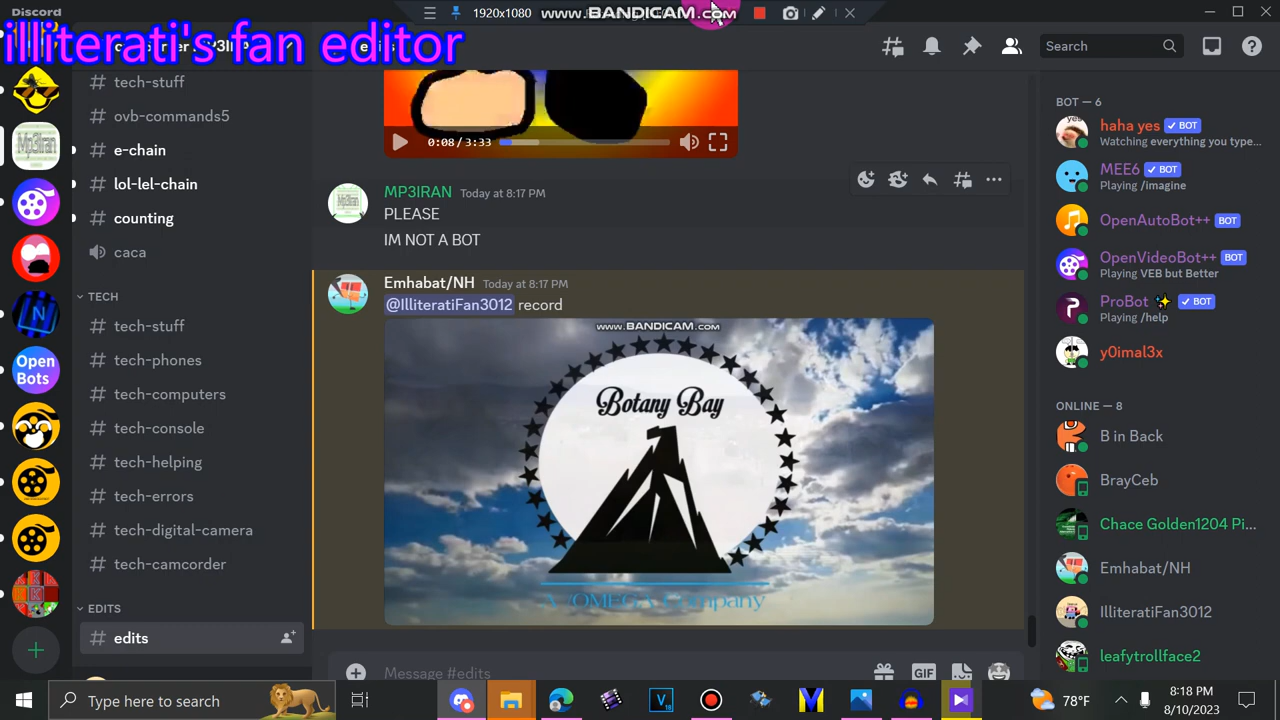 Discord
1920x1080
www.BANDICAM.com
illiterati's fan editor
Search
tech-stuff
ovb-commands5
e-chain
lol-lel-chain
counting
caca
TECH
tech-stuff
tech-phones
tech-computers
tech-console
tech-helping
tech-errors
tech-digital-camera
tech-camcorder
EDITS
edits
Mp3Iran
Open
Bots
0:08 / 3:33
MP3IRAN Today at 8:17 PM
PLEASE
IM NOT A BOT
Emhabat/NH Today at 8:17 PM
@IlliteratiFan3012 record
www.BANDICAM.com
Botany Bay
A /OMEGA Company
Message #edits
GIF
BOT — 6
haha yes BOT
Watching everything you type...
MEE6 BOT
Playing /imagine
OpenAutoBot++ BOT
OpenVideoBot++ BOT
Playing VEB but Better
ProBot ✨ BOT
Playing /help
y0imal3x
ONLINE — 8
B in Back
BrayCeb
Chace Golden1204 Pi...
Emhabat/NH
IlliteratiFan3012
leafytrollface2
Type here to search
78°F
8:18 PM
8/10/2023